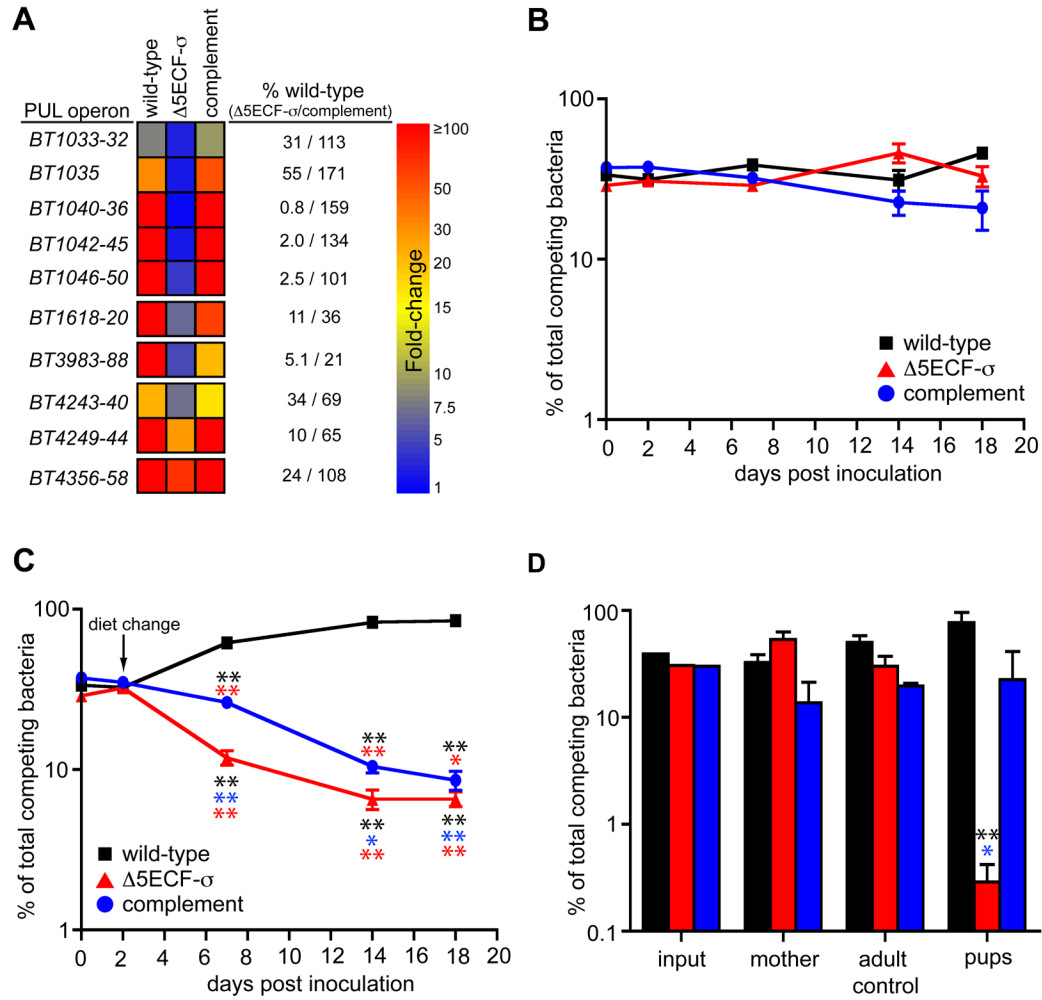 A
wild-type
Δ5ECF-σ
complement
PUL operon
% wild-type
(Δ5ECF-σ/complement)
BT1033-32
31 / 113
BT1035
55 / 171
BT1040-36
0.8 / 159
BT1042-45
2.0 / 134
BT1046-50
2.5 / 101
BT1618-20
11 / 36
BT3983-88
5.1 / 21
BT4243-40
34 / 69
BT4249-44
10 / 65
BT4356-58
24 / 108
Fold-change
≥100
50
30
20
15
10
7.5
5
1
B
% of total competing bacteria
100
10
1
wild-type
Δ5ECF-σ
complement
0 2 4 6 8 10 12 14 16 18 20
days post inoculation
C
% of total competing bacteria
100
10
1
diet change
**
**
**
**
**
**
**
**
*
**
**
*
**
*
**
**
wild-type
Δ5ECF-σ
complement
0 2 4 6 8 10 12 14 16 18 20
days post inoculation
D
% of total competing bacteria
100
10
1
0.1
**
*
input mother adult pups
control